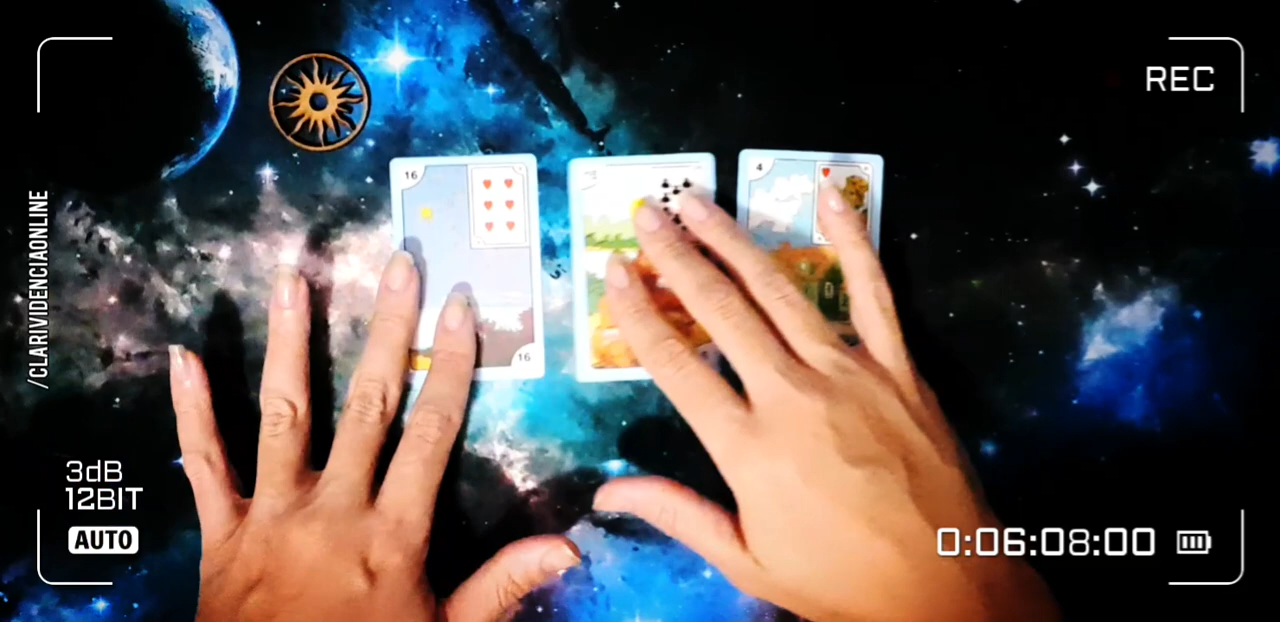 REC
/CLARIVIDENCIAONLINE
16
4
16
3dB
12BIT
AUTO
0:06:08:00